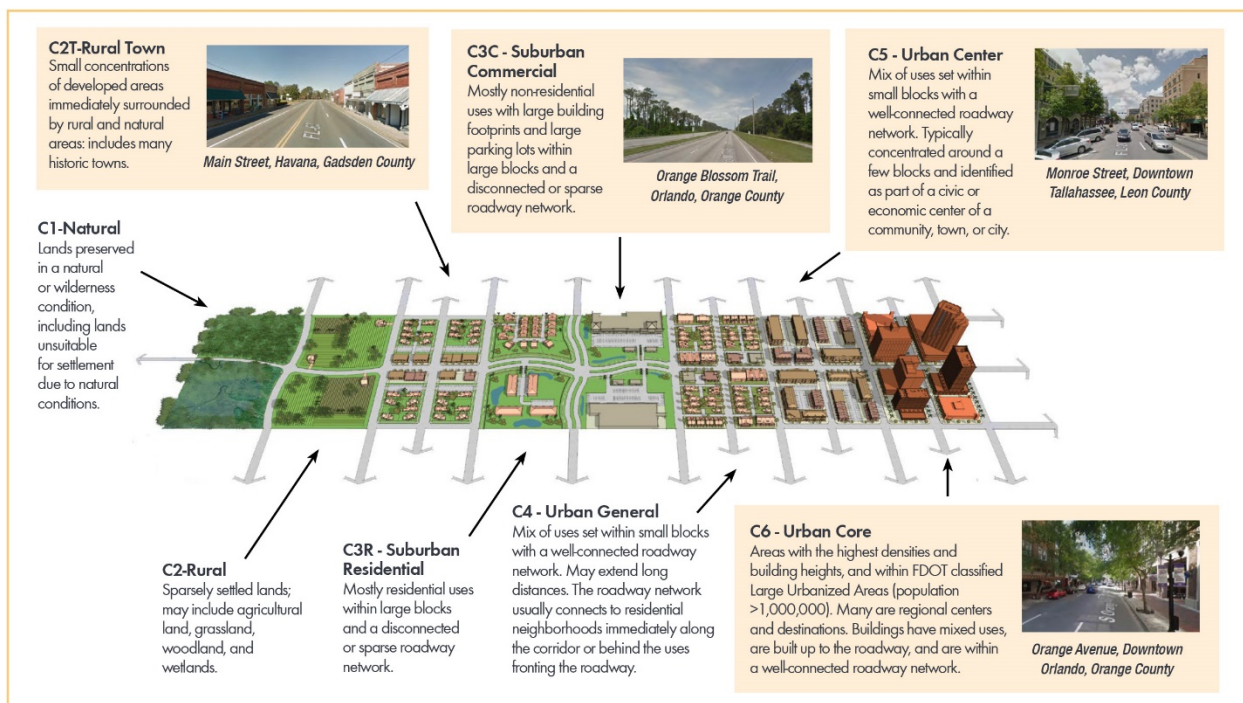 C2T-Rural Town
Small concentrations
of developed areas
immediately surrounded
by rural and natural
areas: includes many
historic towns.
Main Street, Havana, Gadsden County
C3C - Suburban
Commercial
Mostly non-residential
uses with large building
footprints and large
parking lots within
large blocks and a
disconnected or sparse
roadway network.
Orange Blossom Trail,
Orlando, Orange County
C5 - Urban Center
Mix of uses set within
small blocks with a
well-connected roadway
network. Typically
concentrated around a
few blocks and identified
as part of a civic or
economic center of a
community, town, or city.
Monroe Street, Downtown
Tallahassee, Leon County
C1-Natural
Lands preserved
in a natural
or wilderness
condition,
including lands
unsuitable
for settlement
due to natural
conditions.
C2-Rural
Sparsely settled lands;
may include agricultural
land, grassland,
woodland, and
wetlands.
C3R - Suburban
Residential
Mostly residential uses
within large blocks
and a disconnected
or sparse roadway
network.
C4 - Urban General
Mix of uses set within small blocks
with a well-connected roadway
network. May extend long
distances. The roadway network
usually connects to residential
neighborhoods immediately along
the corridor or behind the uses
fronting the roadway.
C6 - Urban Core
Areas with the highest densities and
building heights, and within FDOT classified
Large Urbanized Areas (population
>1,000,000). Many are regional centers
and destinations. Buildings have mixed uses,
are built up to the roadway, and are within
a well-connected roadway network.
Orange Avenue, Downtown
Orlando, Orange County